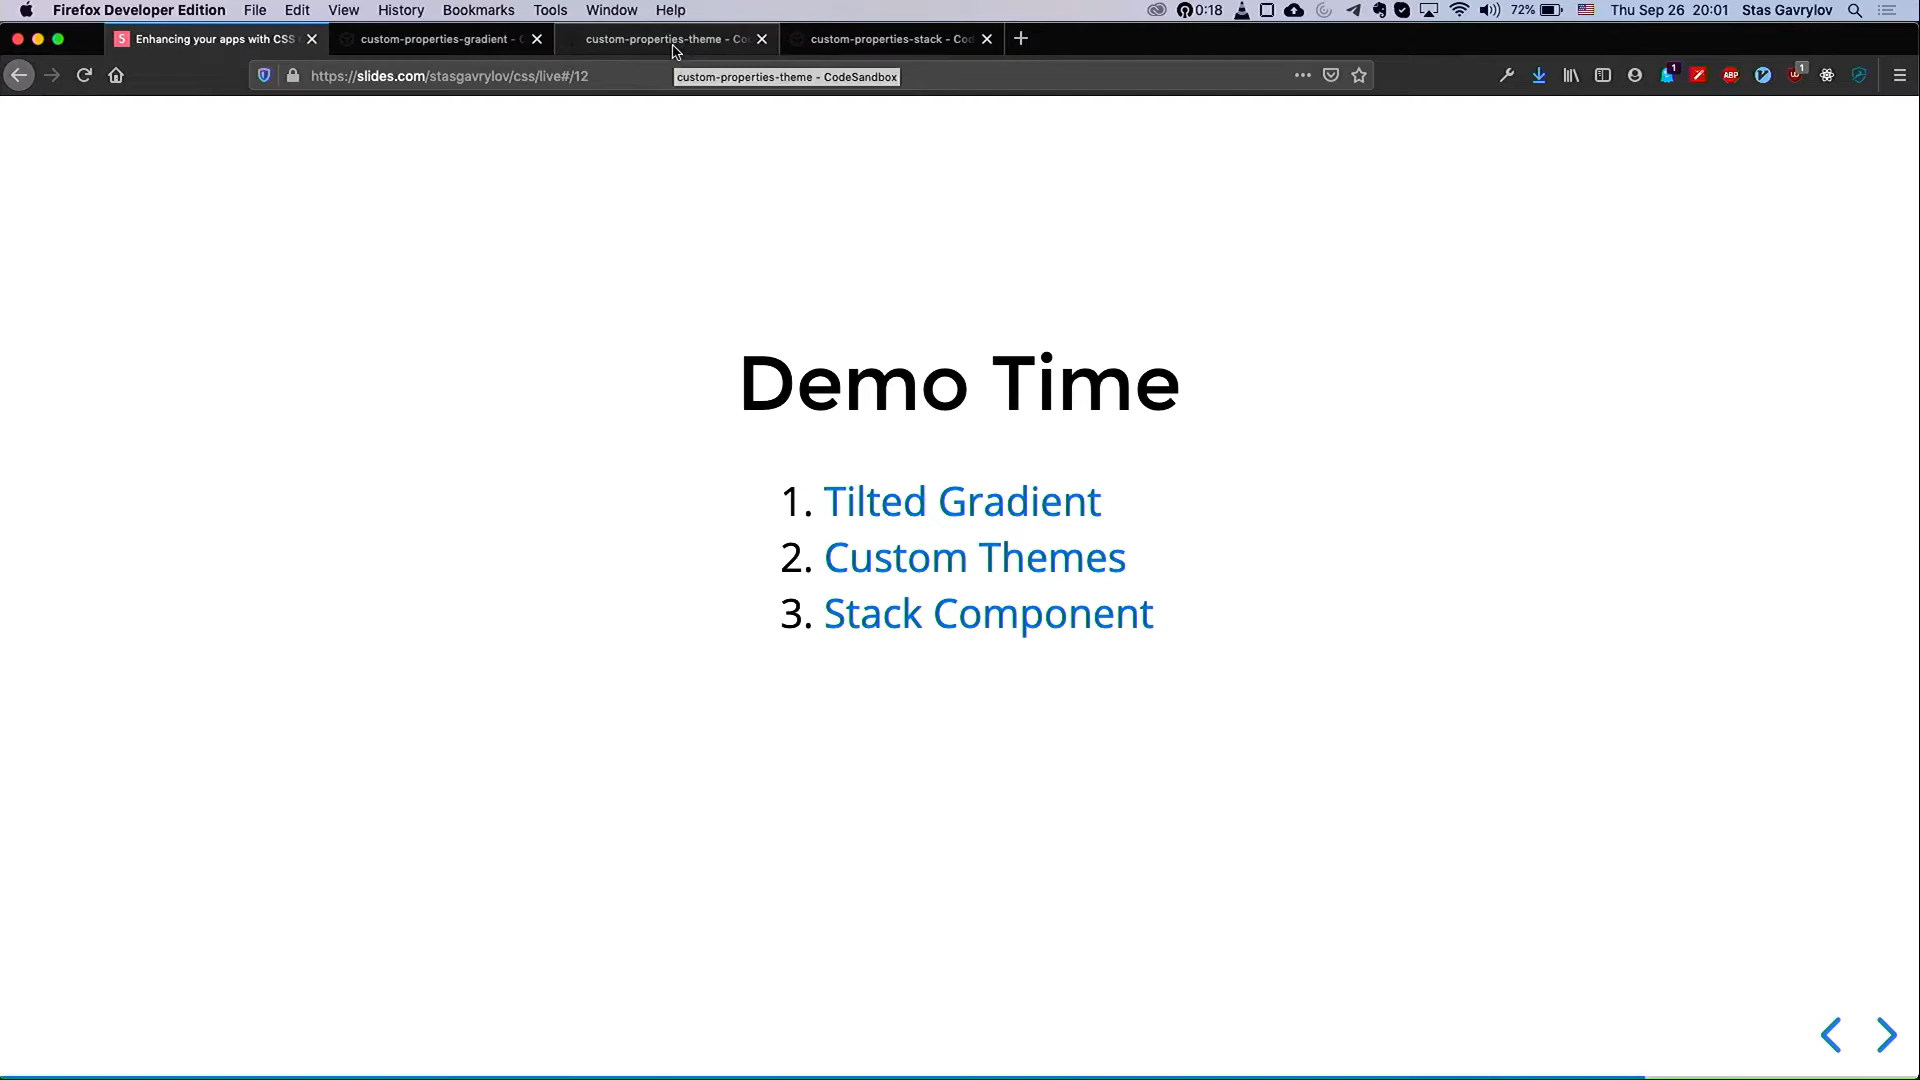 Firefox Developer Edition File Edit View History Bookmarks Tools Window Help 0:18 72% Thu Sep 26 20:01 Stas Gavrylov
S Enhancing your apps with CSS custom-properties-gradient - C custom-properties-theme - Co custom-properties-stack - Cod
https://slides.com/stasgavrylov/css/live#/12 custom-properties-theme - CodeSandbox 1 ABP 1
Demo Time
1. Tilted Gradient
2. Custom Themes
3. Stack Component